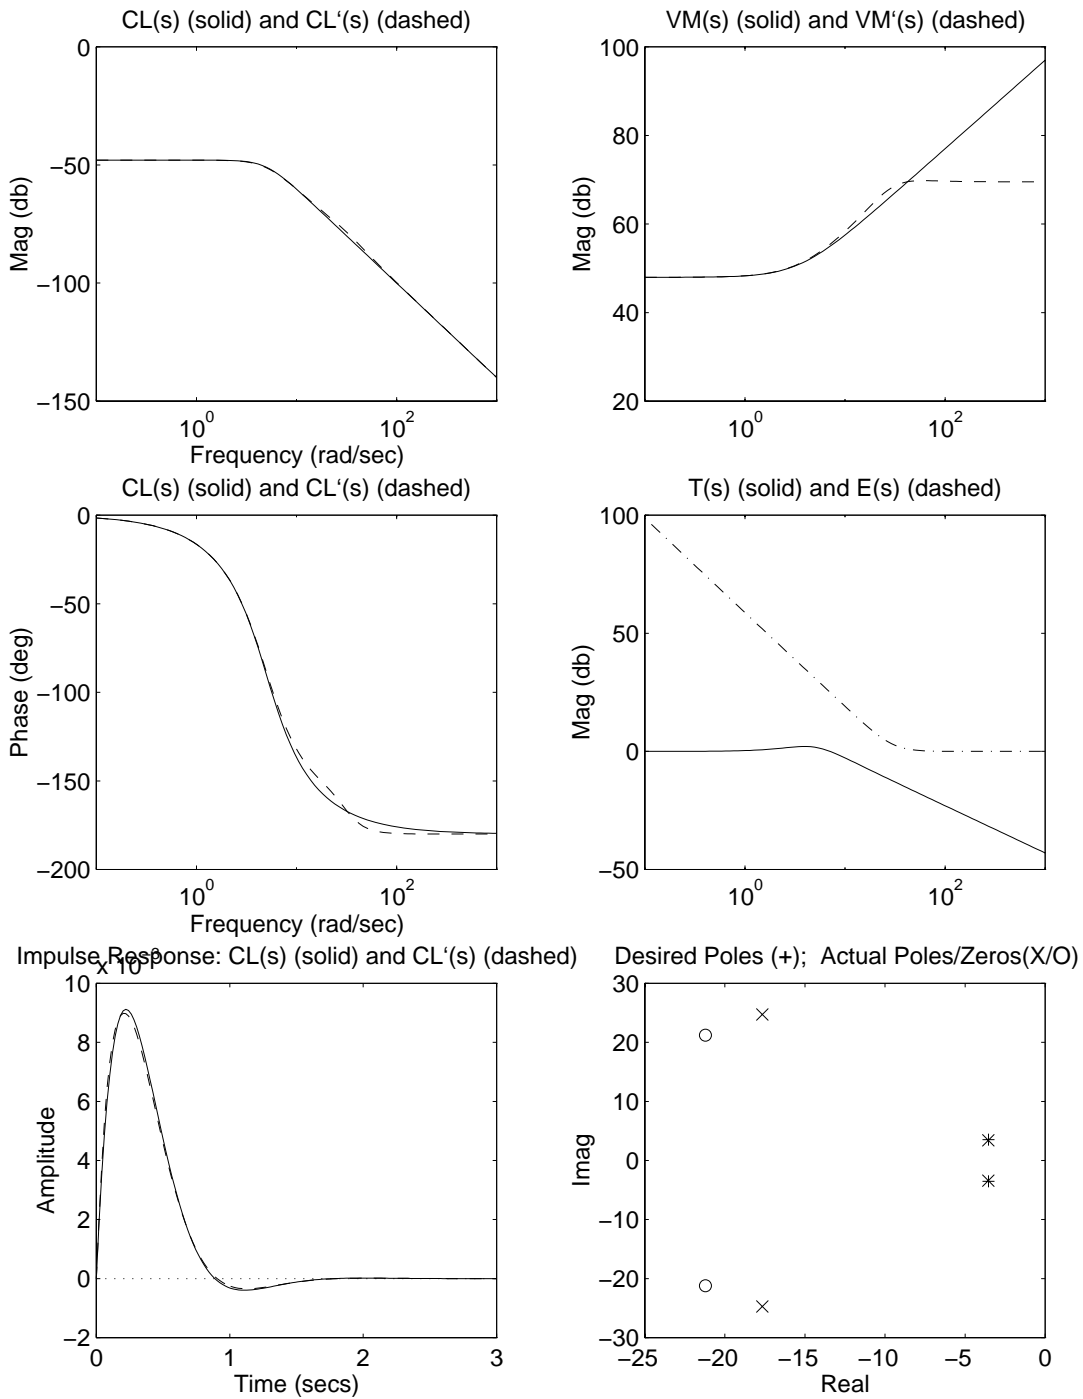 CL(s) (solid) and CL‘(s) (dashed)
0
−50
−100
−150
Mag (db)
10^0
10^2
Frequency (rad/sec)
VM(s) (solid) and VM‘(s) (dashed)
100
80
60
40
20
Mag (db)
10^0
10^2
CL(s) (solid) and CL‘(s) (dashed)
0
−50
−100
−150
−200
Phase (deg)
10^0
10^2
Frequency (rad/sec)
T(s) (solid) and E(s) (dashed)
100
50
0
−50
Mag (db)
10^0
10^2
Impulse Response: CL(s) (solid) and CL‘(s) (dashed)
x 10
10
8
6
4
2
0
−2
Amplitude
0
1
2
3
Time (secs)
Desired Poles (+); Actual Poles/Zeros(X/O)
30
20
10
0
−10
−20
−30
Imag
−25
−20
−15
−10
−5
0
Real